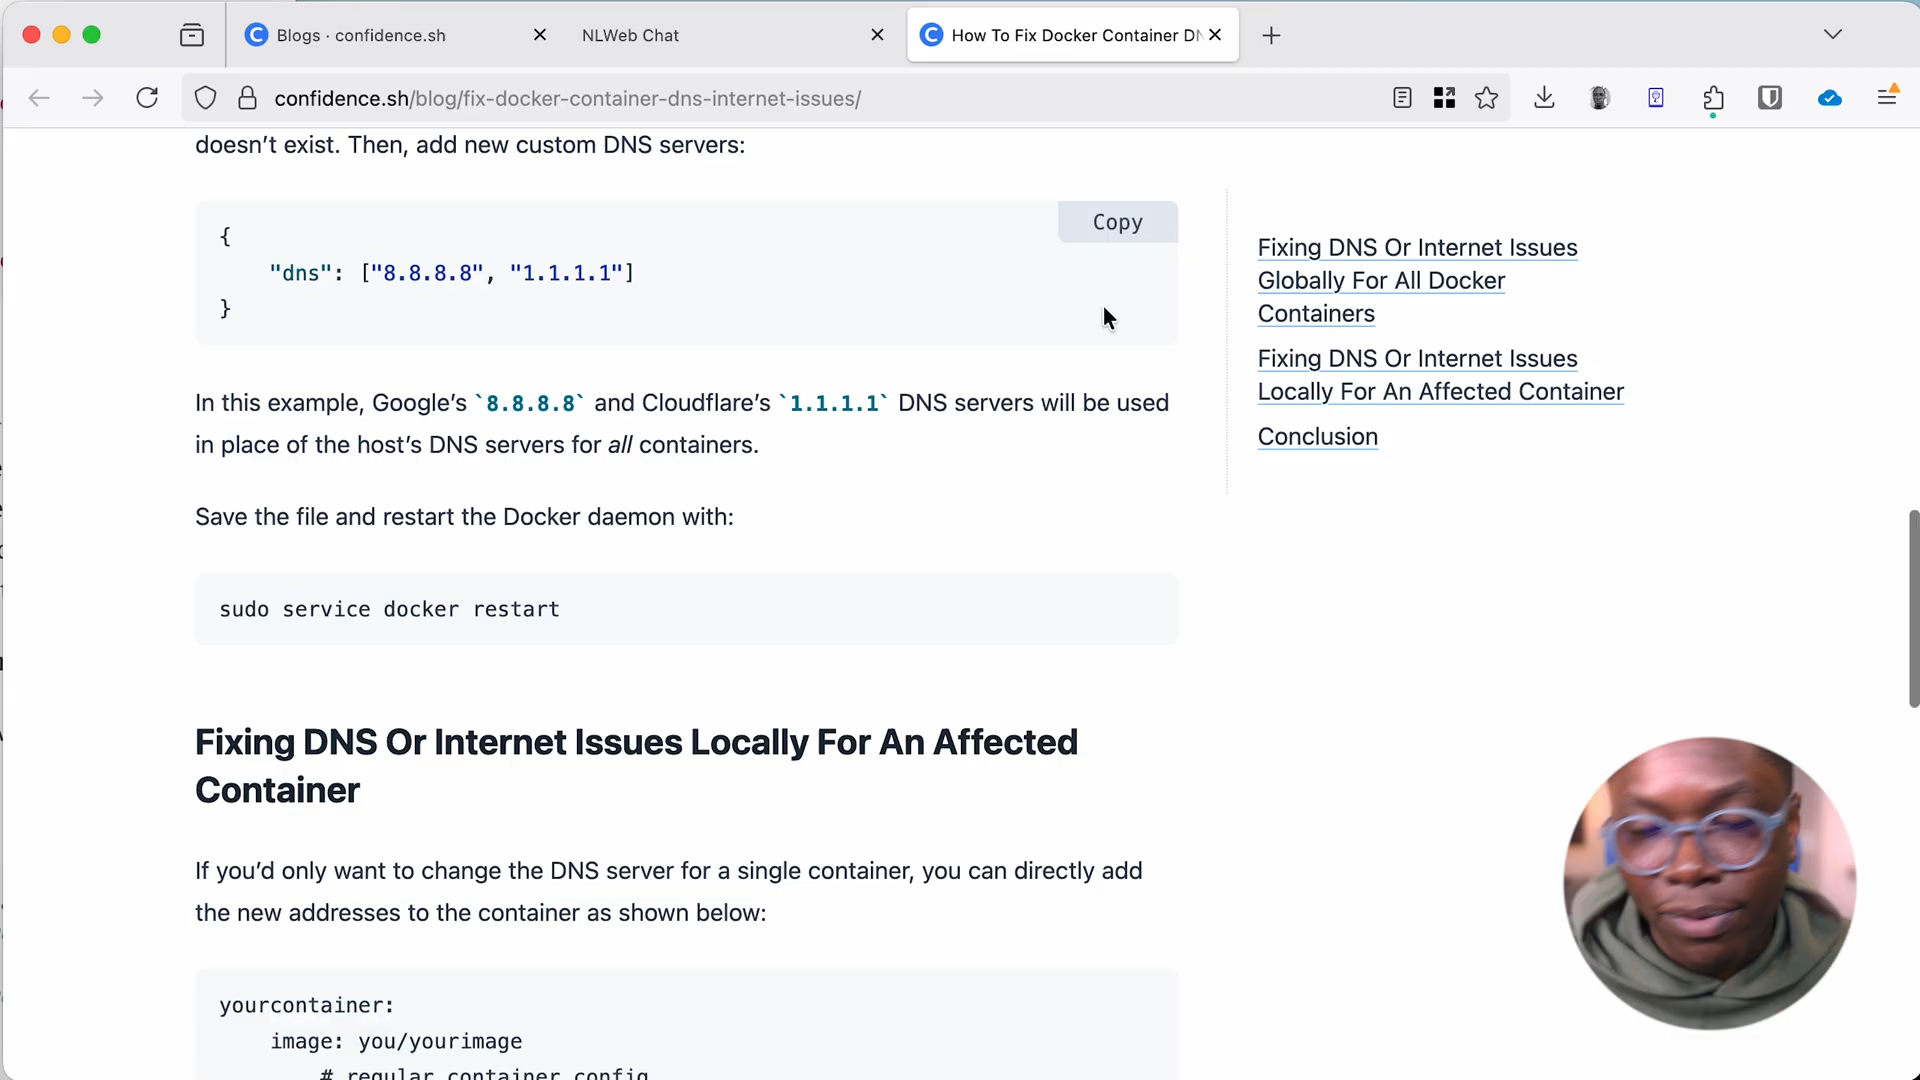 Blogs · confidence.sh
NLWeb Chat
How To Fix Docker Container DN
confidence.sh/blog/fix-docker-container-dns-internet-issues/
doesn’t exist. Then, add new custom DNS servers:
Copy
{
"dns": ["8.8.8.8", "1.1.1.1"]
}
In this example, Google’s `8.8.8.8` and Cloudflare’s `1.1.1.1` DNS servers will be used
in place of the host’s DNS servers for all containers.
Save the file and restart the Docker daemon with:
sudo service docker restart
Fixing DNS Or Internet Issues Locally For An Affected
Container
If you’d only want to change the DNS server for a single container, you can directly add
the new addresses to the container as shown below:
yourcontainer:
image: you/yourimage
# regular container config
Fixing DNS Or Internet Issues
Globally For All Docker
Containers
Fixing DNS Or Internet Issues
Locally For An Affected Container
Conclusion